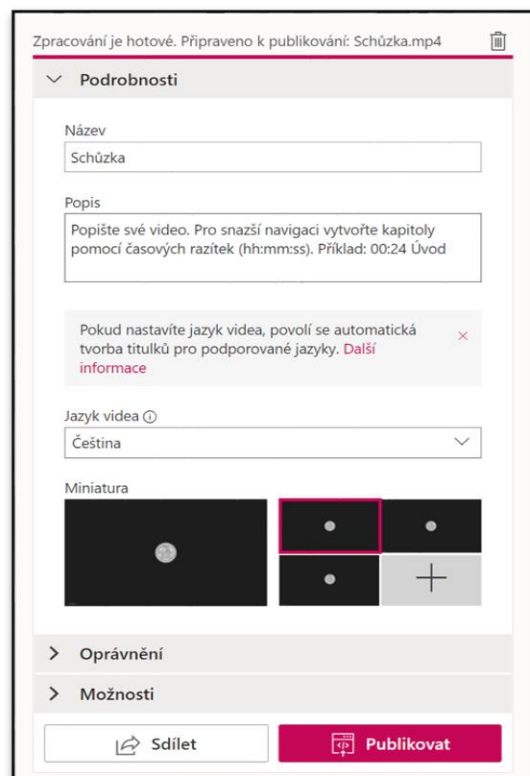 Zpracování je hotové. Připraveno k publikování: Schůzka.mp4
Podrobnosti
Název
Schůzka
Popis
Popište své video. Pro snazší navigaci vytvořte kapitoly
pomocí časových razítek (hh:mm:ss). Příklad: 00:24 Úvod
Pokud nastavíte jazyk videa, povolí se automatická
tvorba titulků pro podporované jazyky. Další
informace
Jazyk videa
Čeština
Miniatura
Oprávnění
Možnosti
Sdílet
Publikovat